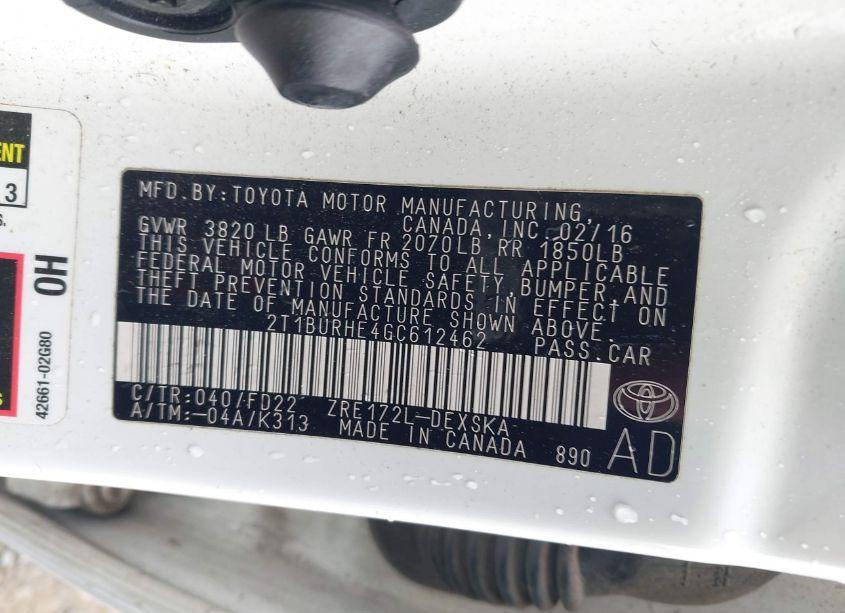 MFD.BY:TOYOTA MOTOR MANUFACTURING,
CANADA, INC. 02/16
GVWR 3820 LB GAWR FR 2070LB RR 1850LB
THIS VEHICLE CONFORMS TO ALL APPLICABLE
FEDERAL MOTOR VEHICLE SAFETY, BUMPER, AND
THEFT PREVENTION STANDARDS IN EFFECT ON
THE DATE OF MANUFACTURE SHOWN ABOVE.
2T1BURHE4GC612462 PASS.CAR
C/TR:040/FD22 ZRE172L-DEXSKA
A/TM:-04A/K313 MADE IN CANADA 890
AD
3
OH
42661-02G80